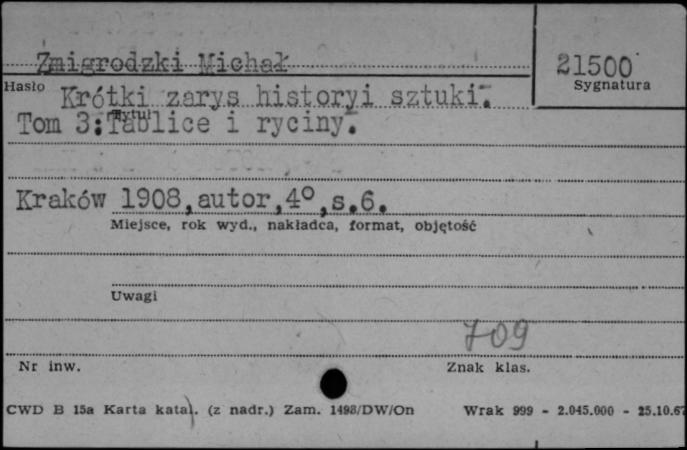 Zmigrodzki Michał
21500
Hasło
Sygnatura
Krótki zarys historyi sztuki.
Tytuł
Tom 3: Tablice i ryciny.
Kraków 1908, autor, 4°, s. 6.
Miejsce, rok wyd., nakładca, format, objętość
Uwagi
709
Nr inw.
Znak klas.
CWD B 15a Karta katal. (z nadr.) Zam. 1498/DW/On
Wrak 999 - 2.045.000 - 25.10.67